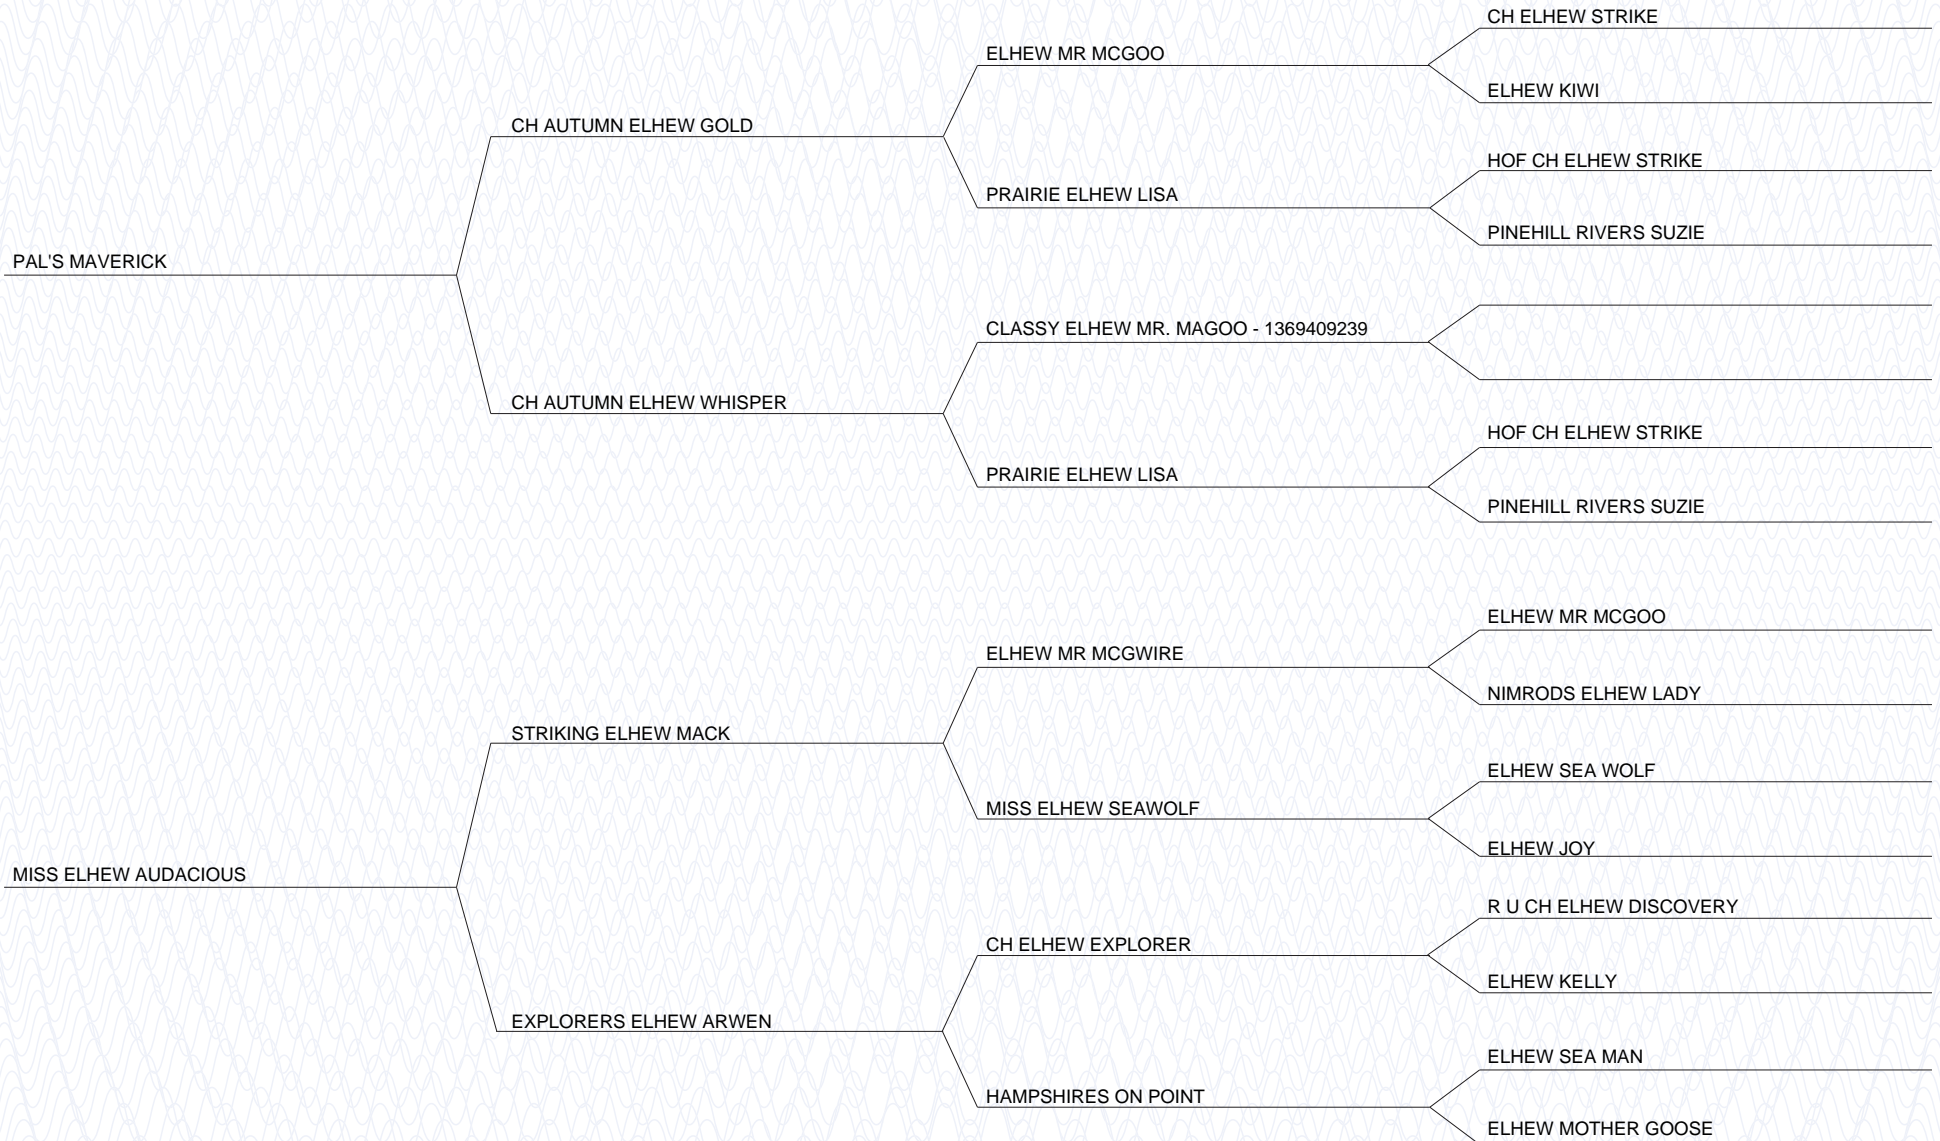 CH ELHEW STRIKE
ELHEW MR MCGOO
ELHEW KIWI
CH AUTUMN ELHEW GOLD
HOF CH ELHEW STRIKE
PRAIRIE ELHEW LISA
PINEHILL RIVERS SUZIE
PAL'S MAVERICK
CLASSY ELHEW MR. MAGOO - 1369409239
CH AUTUMN ELHEW WHISPER
HOF CH ELHEW STRIKE
PRAIRIE ELHEW LISA
PINEHILL RIVERS SUZIE
ELHEW MR MCGOO
ELHEW MR MCGWIRE
NIMRODS ELHEW LADY
STRIKING ELHEW MACK
ELHEW SEA WOLF
MISS ELHEW SEAWOLF
ELHEW JOY
MISS ELHEW AUDACIOUS
R U CH ELHEW DISCOVERY
CH ELHEW EXPLORER
ELHEW KELLY
EXPLORERS ELHEW ARWEN
ELHEW SEA MAN
HAMPSHIRES ON POINT
ELHEW MOTHER GOOSE